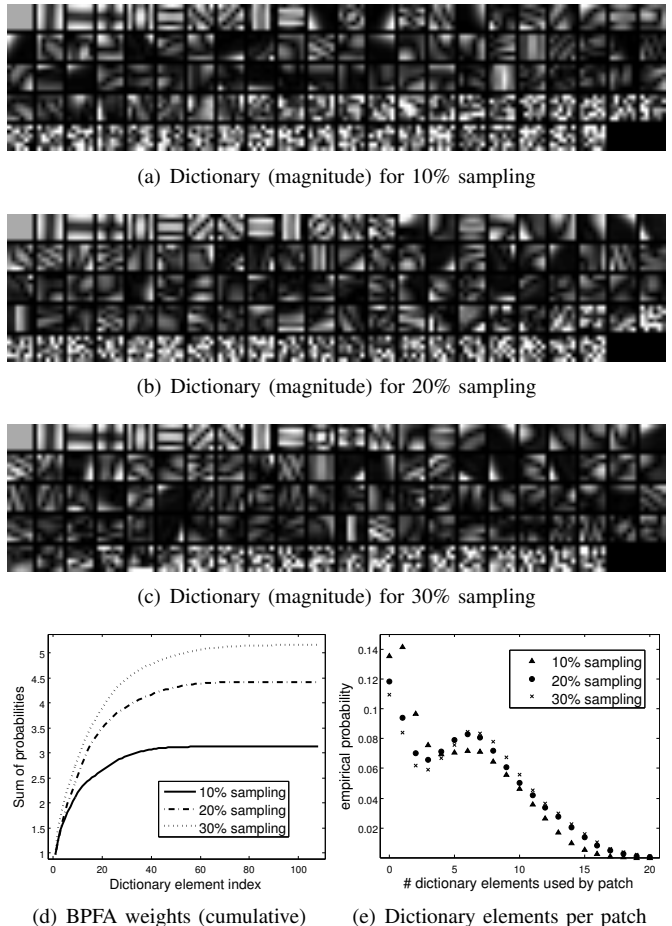 (a) Dictionary (magnitude) for 10% sampling
(b) Dictionary (magnitude) for 20% sampling
(c) Dictionary (magnitude) for 30% sampling
Sum of probabilities
5
4.5
4
3.5
3
2.5
2
1.5
1
0 20 40 60 80 100
Dictionary element index
10% sampling
20% sampling
30% sampling
(d) BPFA weights (cumulative)
empirical probability
0.14
0.12
0.1
0.08
0.06
0.04
0.02
0 5 10 15 20
# dictionary elements used by patch
10% sampling
20% sampling
30% sampling
(e) Dictionary elements per patch